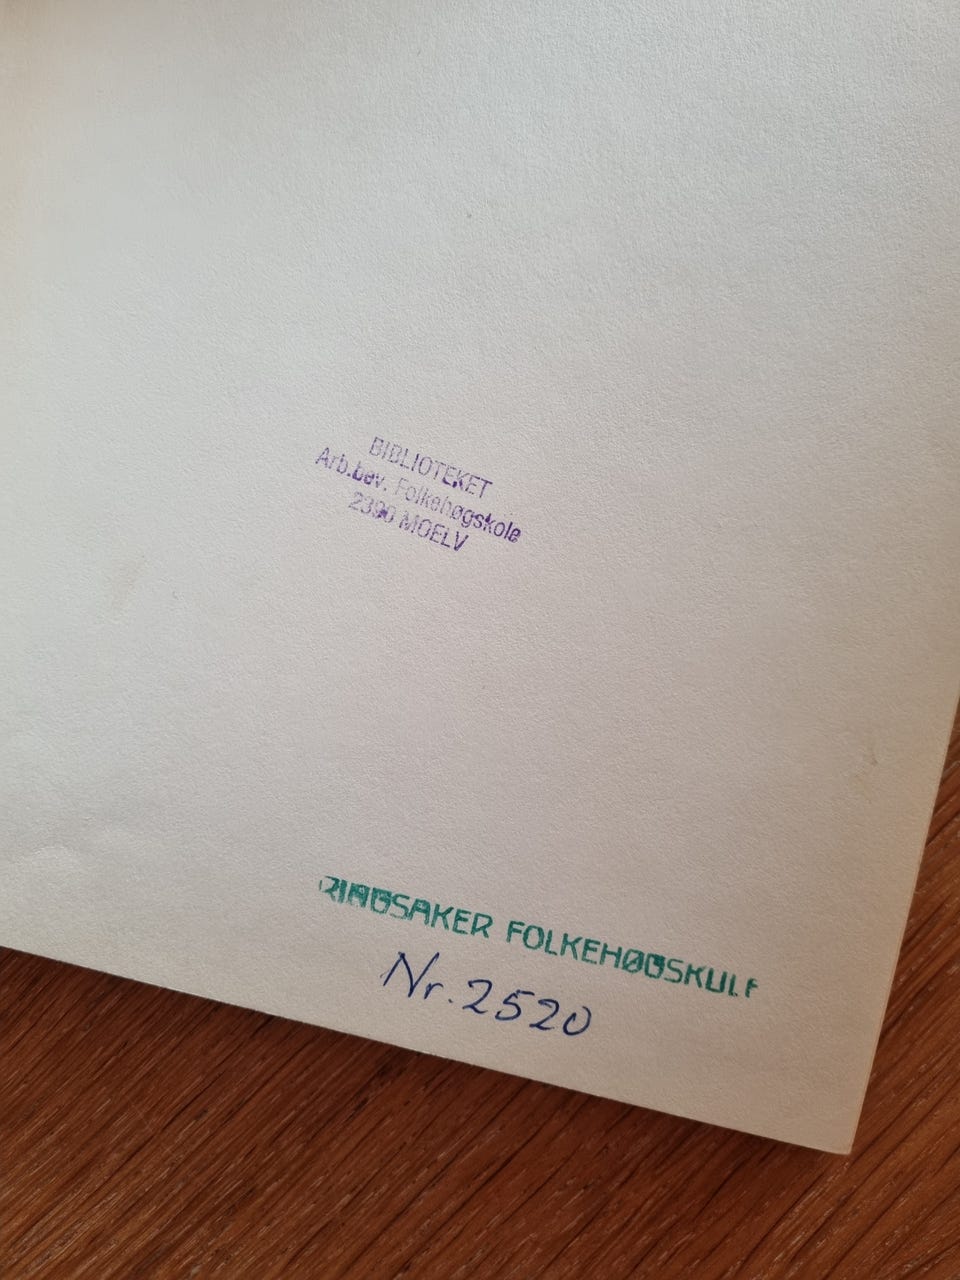 BIBLIOTEKET
Arb.bev. Folkehøgskole
2390 MOELV
RINGSAKER FOLKEHØGSKULE
Nr. 2520